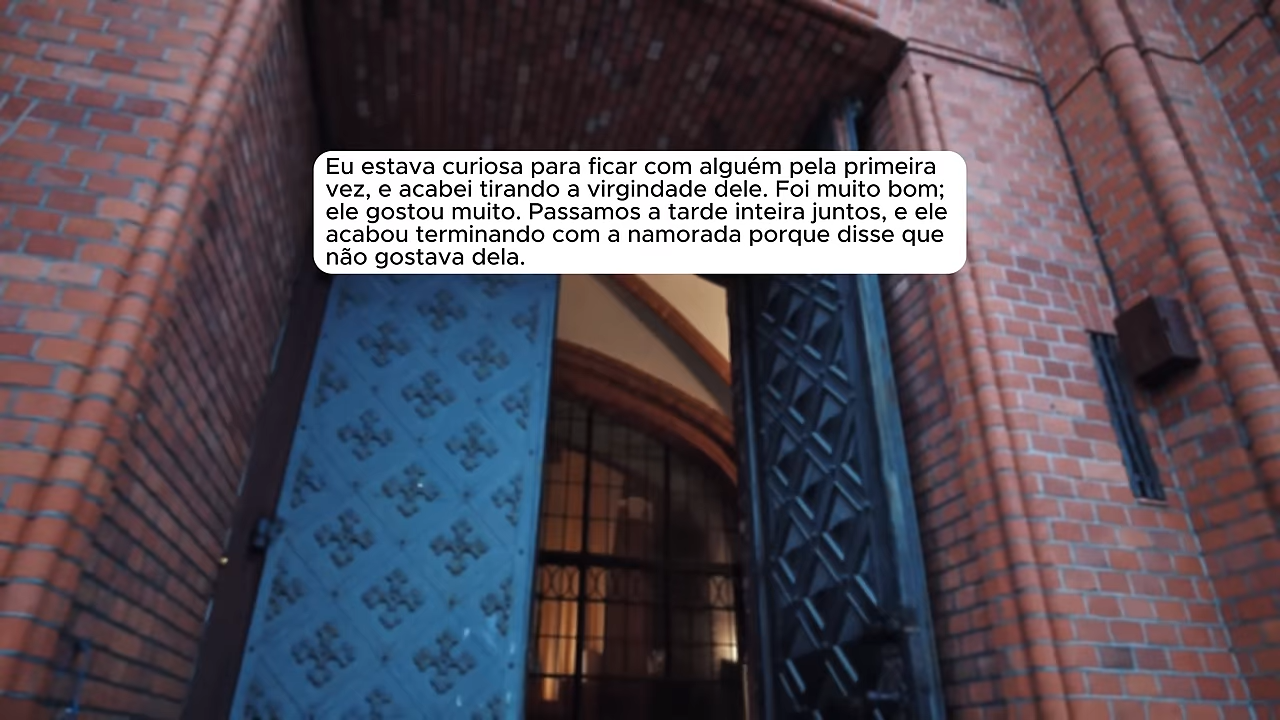 Eu estava curiosa para ficar com alguém pela primeira
vez, e acabei tirando a virgindade dele. Foi muito bom;
ele gostou muito. Passamos a tarde inteira juntos, e ele
acabou terminando com a namorada porque disse que
não gostava dela.